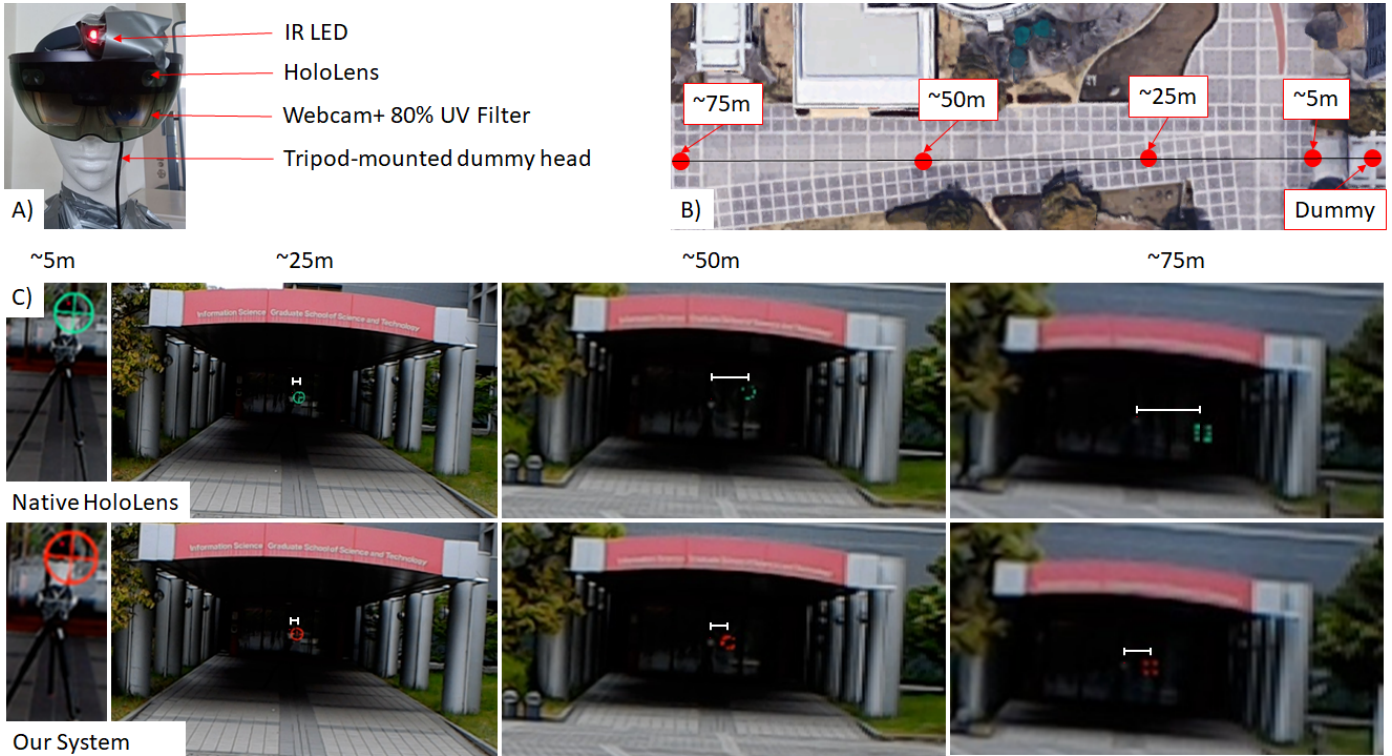 IR LED
HoloLens
Webcam+ 80% UV Filter
Tripod-mounted dummy head
A)
~75m
~50m
~25m
~5m
B)
Dummy
~5m
~25m
~50m
~75m
C)
Information Science Graduate School of Science and Technology
Native HoloLens
Information Science Graduate School of Science and Technology
Our System